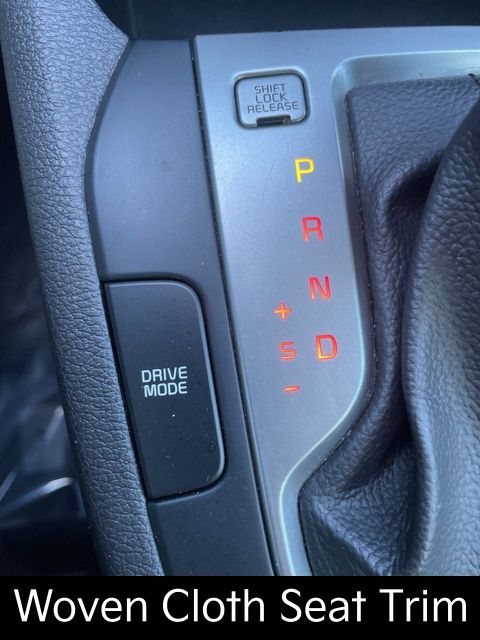 SHIFT
LOCK
RELEASE
P
R
N
+
S D
-
DRIVE
MODE
Woven Cloth Seat Trim